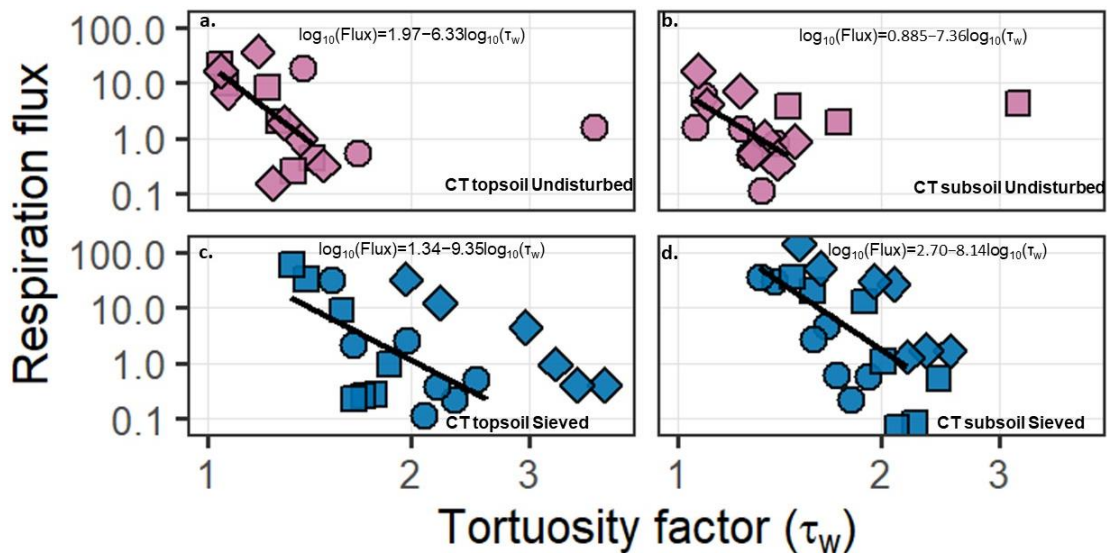 Respiration flux
a.
log10(Flux)=1.97−6.33log10(τw)
CT topsoil Undisturbed
100.0
10.0
1.0
0.1
b.
log10(Flux)=0.885−7.36log10(τw)
CT subsoil Undisturbed
c.
log10(Flux)=1.34−9.35log10(τw)
CT topsoil Sieved
100.0
10.0
1.0
0.1
d.
log10(Flux)=2.70−8.14log10(τw)
CT subsoil Sieved
1 2 3
1 2 3
Tortuosity factor (τw)